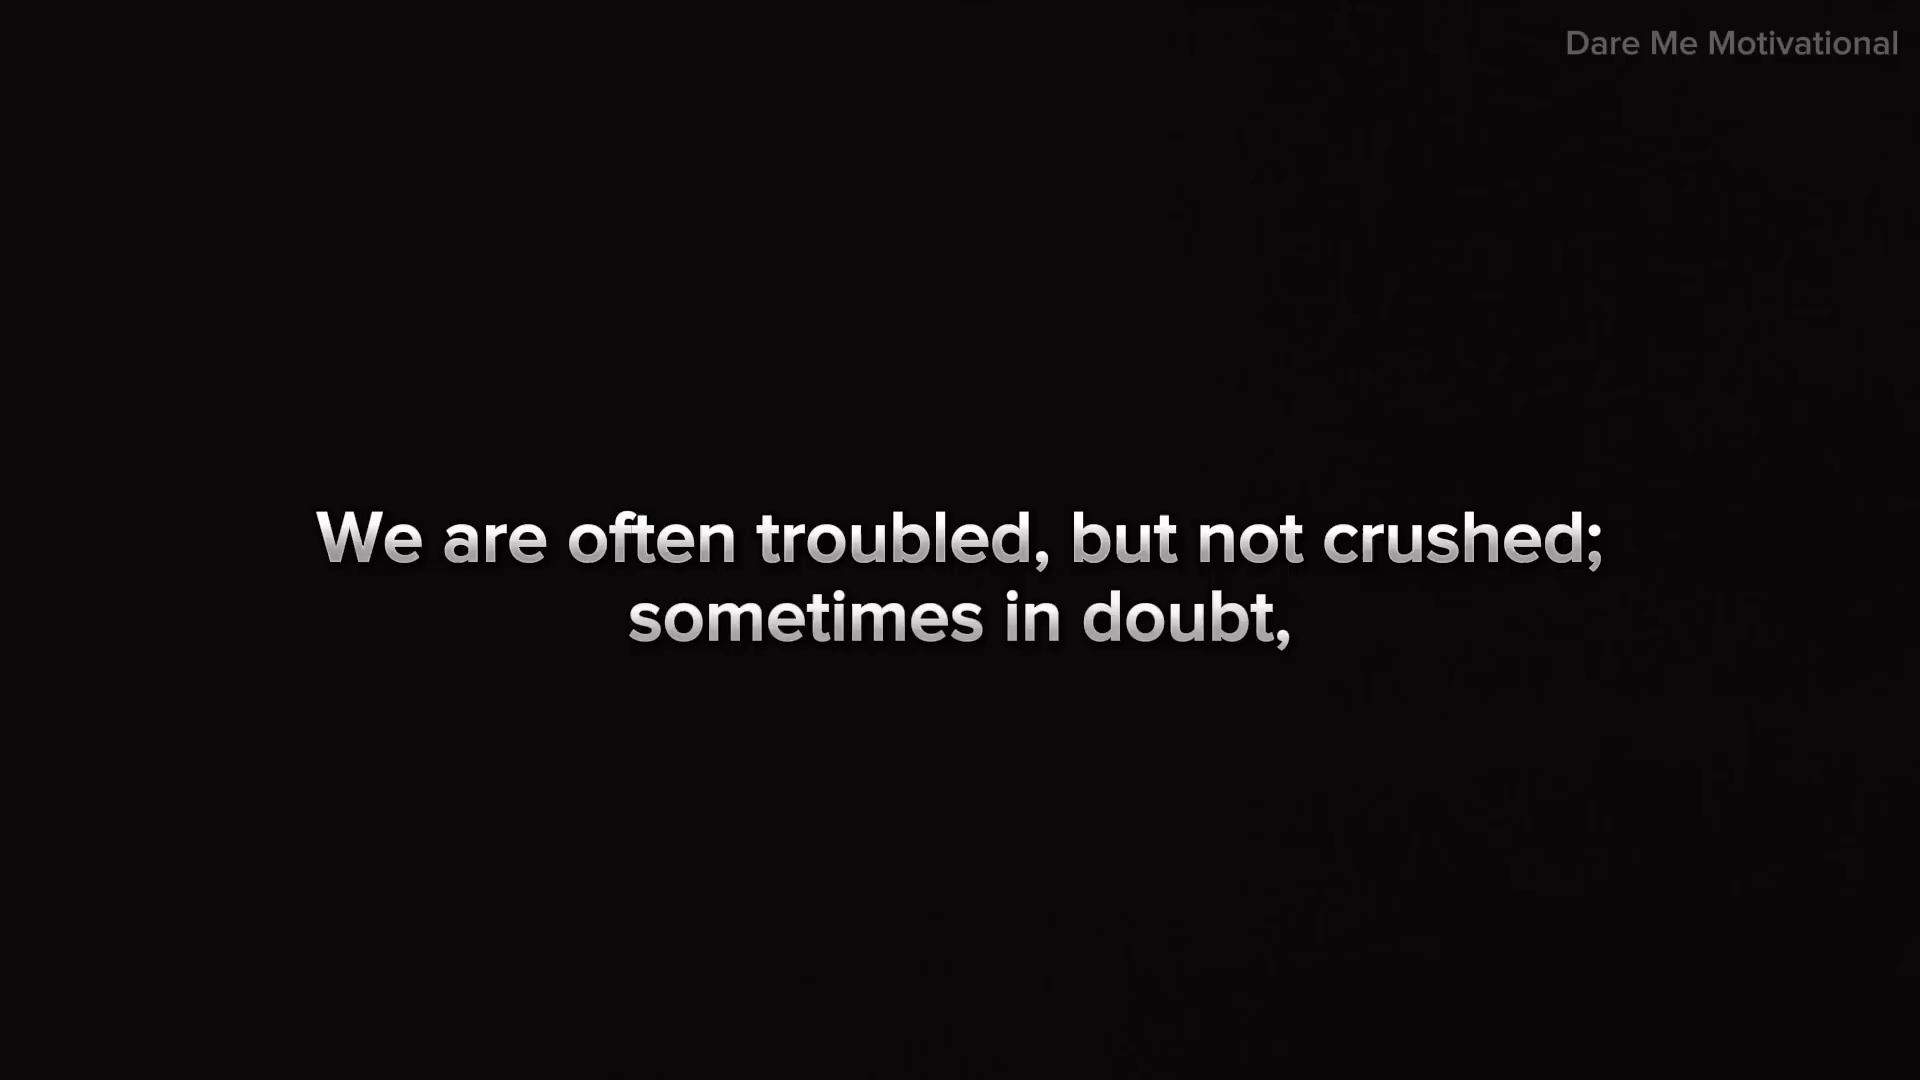 Dare Me Motivational
We are often troubled, but not crushed;
sometimes in doubt,